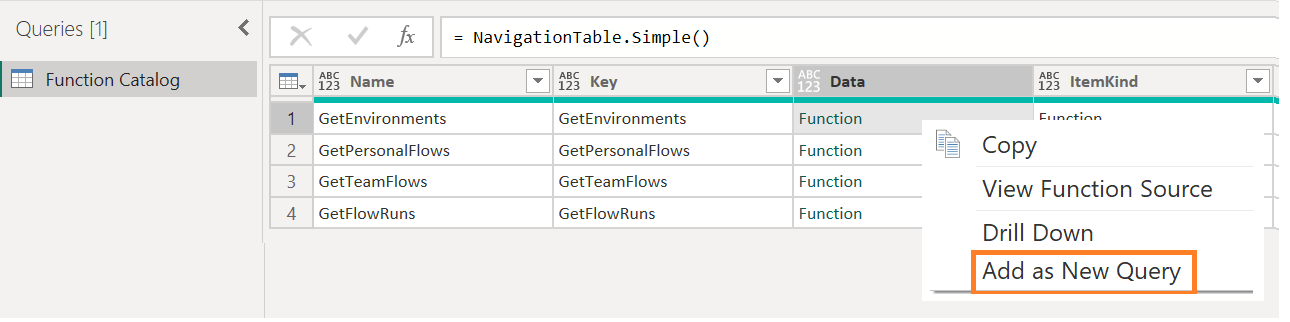 Queries [1]
fx
= NavigationTable.Simple()
Function Catalog
ABC 123 Name ABC 123 Key ABC 123 Data ABC 123 ItemKind
1 GetEnvironments GetEnvironments Function Function
2 GetPersonalFlows GetPersonalFlows Function
3 GetTeamFlows GetTeamFlows Function
4 GetFlowRuns GetFlowRuns Function
Copy
View Function Source
Drill Down
Add as New Query